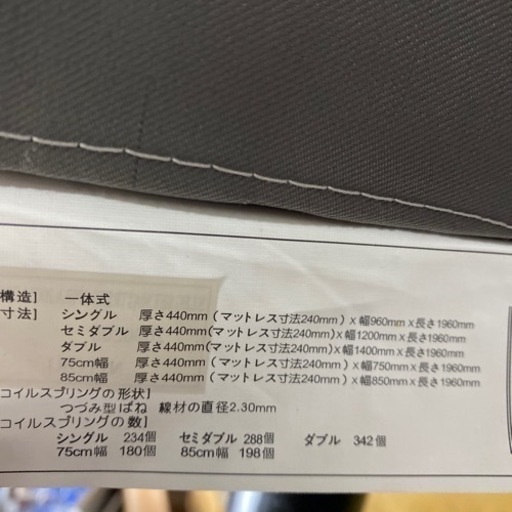 構造] 一体式
寸法] シングル 厚さ440mm(マットレス寸法240mm)X幅960mmX長さ1960mm
セミダブル 厚さ440mm(マットレス寸法240mm)X幅1200mmX長さ1960mm
ダブル 厚さ440mm(マットレス寸法240mm)X幅1400mmX長さ1960mm
75cm幅 厚さ440mm(マットレス寸法240mm)X幅750mmX長さ1960mm
85cm幅 厚さ440mm(マットレス寸法240mm)X幅850mmX長さ1960mm
コイルスプリングの形状]
つづみ型ばね 線材の直径2.30mm
コイルスプリングの数]
シングル 234個 セミダブル 288個 ダブル 342個
75cm幅 180個 85cm幅 198個